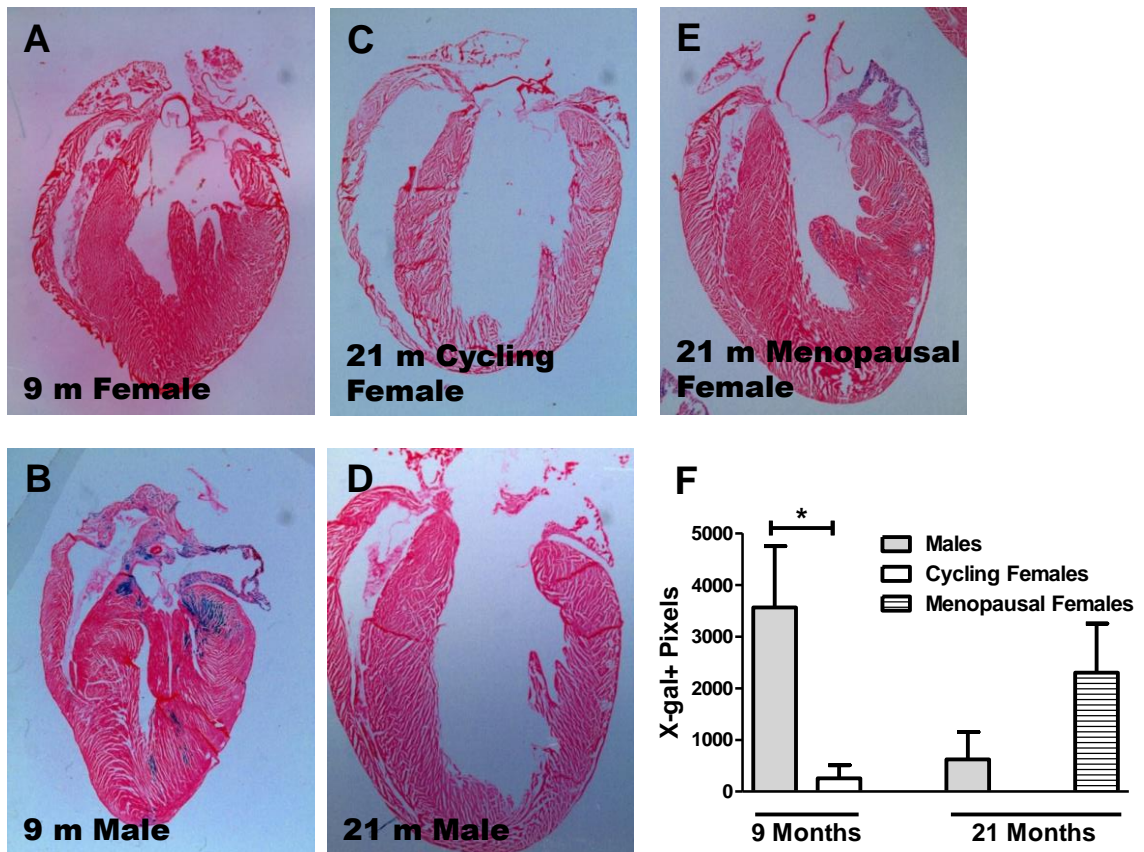 A
9 m Female
B
9 m Male
C
21 m Cycling
Female
D
21 m Male
E
21 m Menopausal
Female
F
X-gal+ Pixels
5000
4000
3000
2000
1000
0
*
Males
Cycling Females
Menopausal Females
9 Months
21 Months